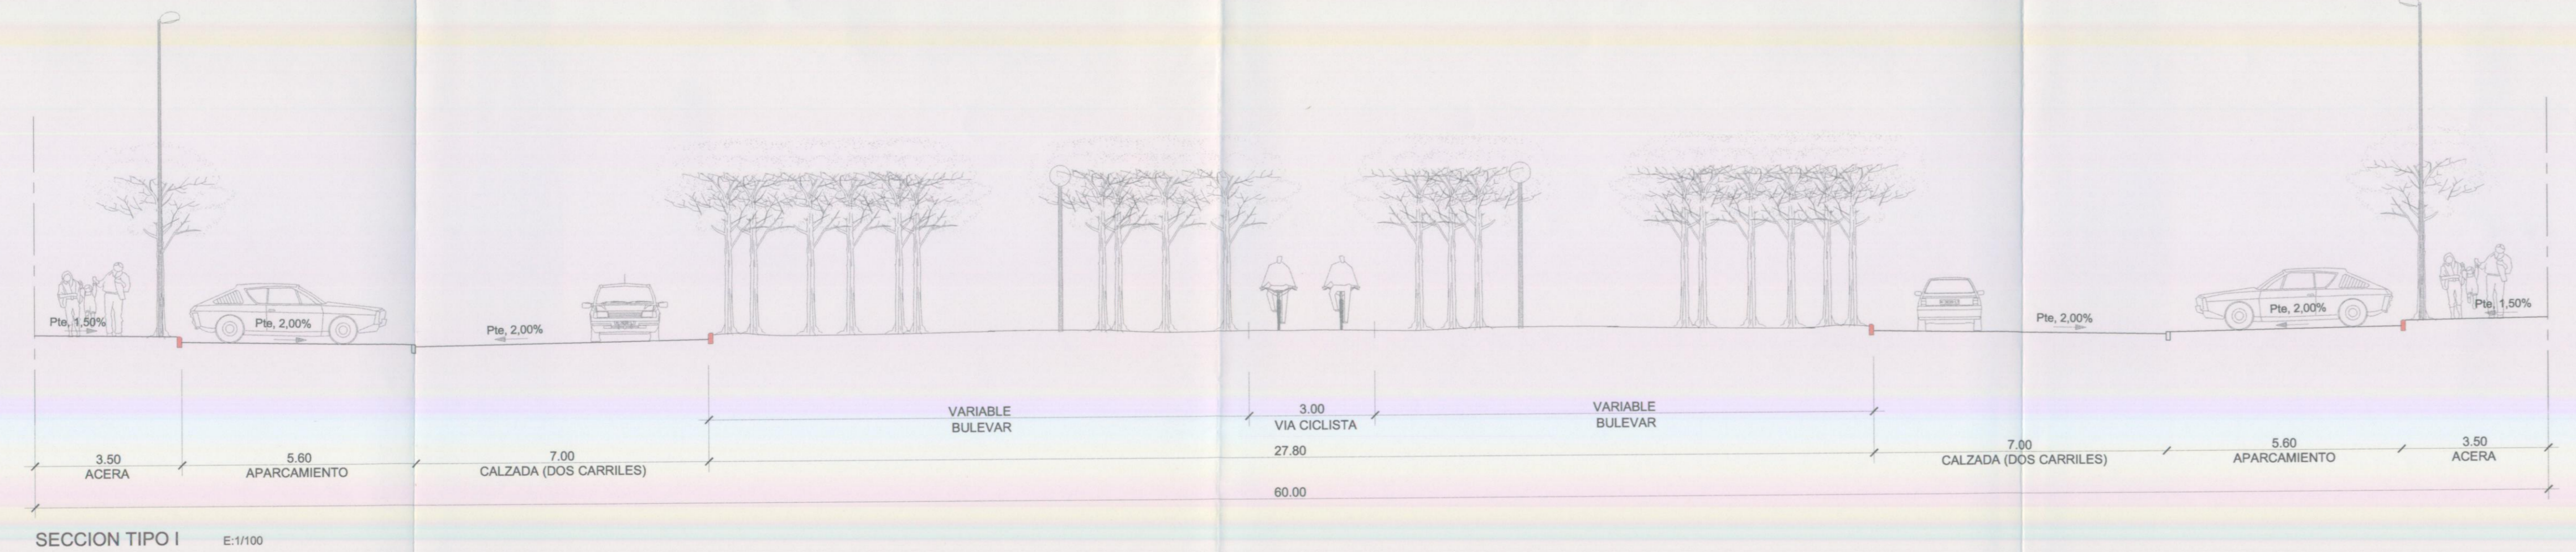 Pte, 1,50%
Pte, 2,00%
Pte, 2,00%
Pte, 2,00%
Pte, 2,00%
Pte, 1,50%
VARIABLE
BULEVAR
3.00
VIA CICLISTA
VARIABLE
BULEVAR
3.50
ACERA
5.60
APARCAMIENTO
7.00
CALZADA (DOS CARRILES)
27.80
7.00
CALZADA (DOS CARRILES)
5.60
APARCAMIENTO
3.50
ACERA
60.00
SECCION TIPO I E:1/100